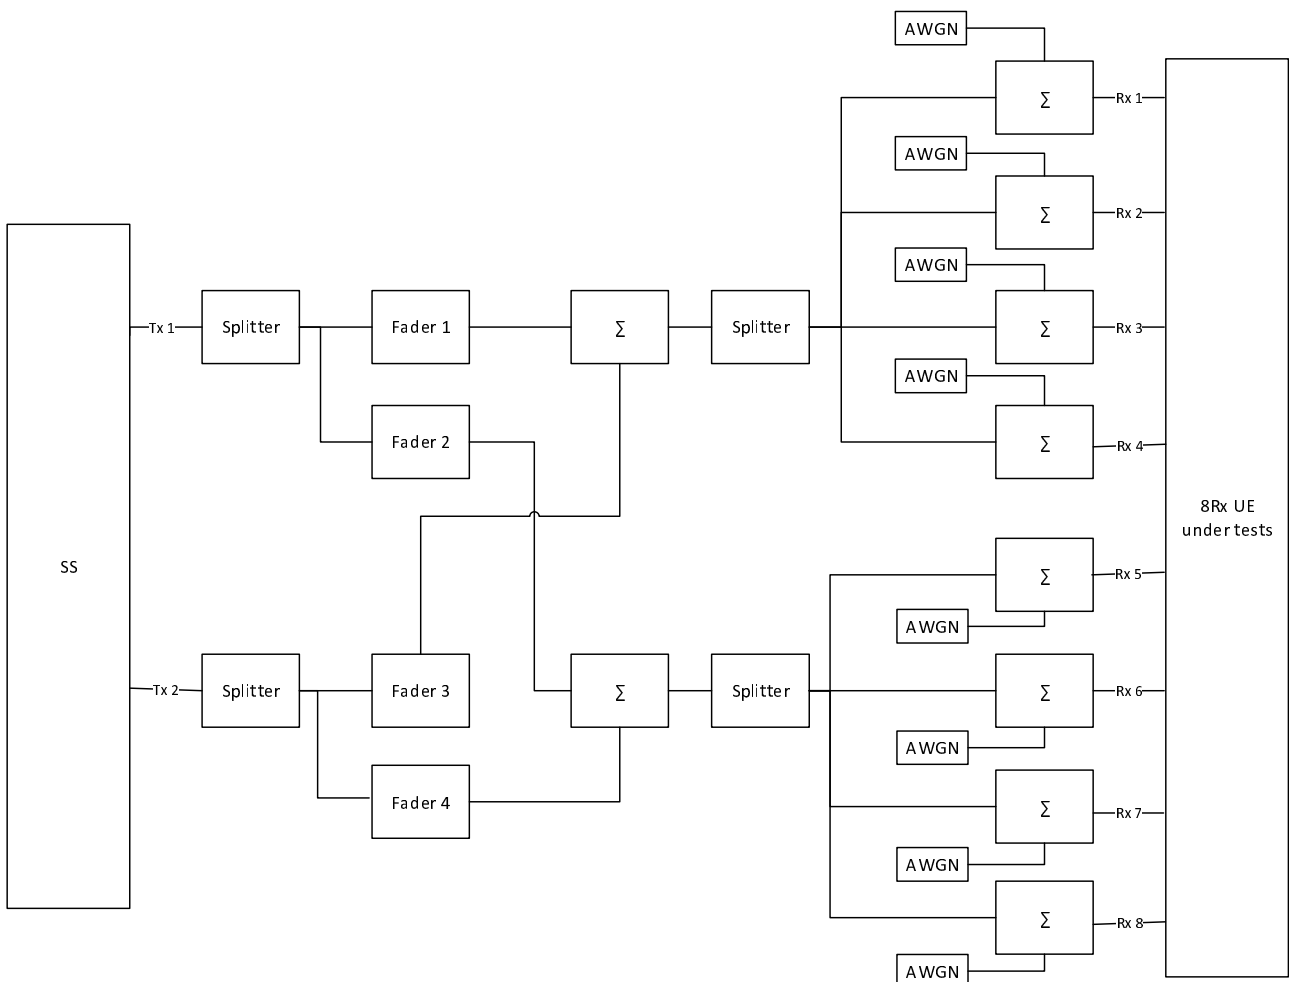 AWGN
∑
Rx 1
AWGN
∑
Rx 2
AWGN
Tx 1
Splitter
Fader 1
∑
Splitter
∑
Rx 3
AWGN
Fader 2
∑
Rx 4
8Rx UE
under tests
SS
∑
Rx 5
AWGN
Tx 2
Splitter
Fader 3
∑
Splitter
∑
Rx 6
AWGN
Fader 4
∑
Rx 7
AWGN
∑
Rx 8
AWGN